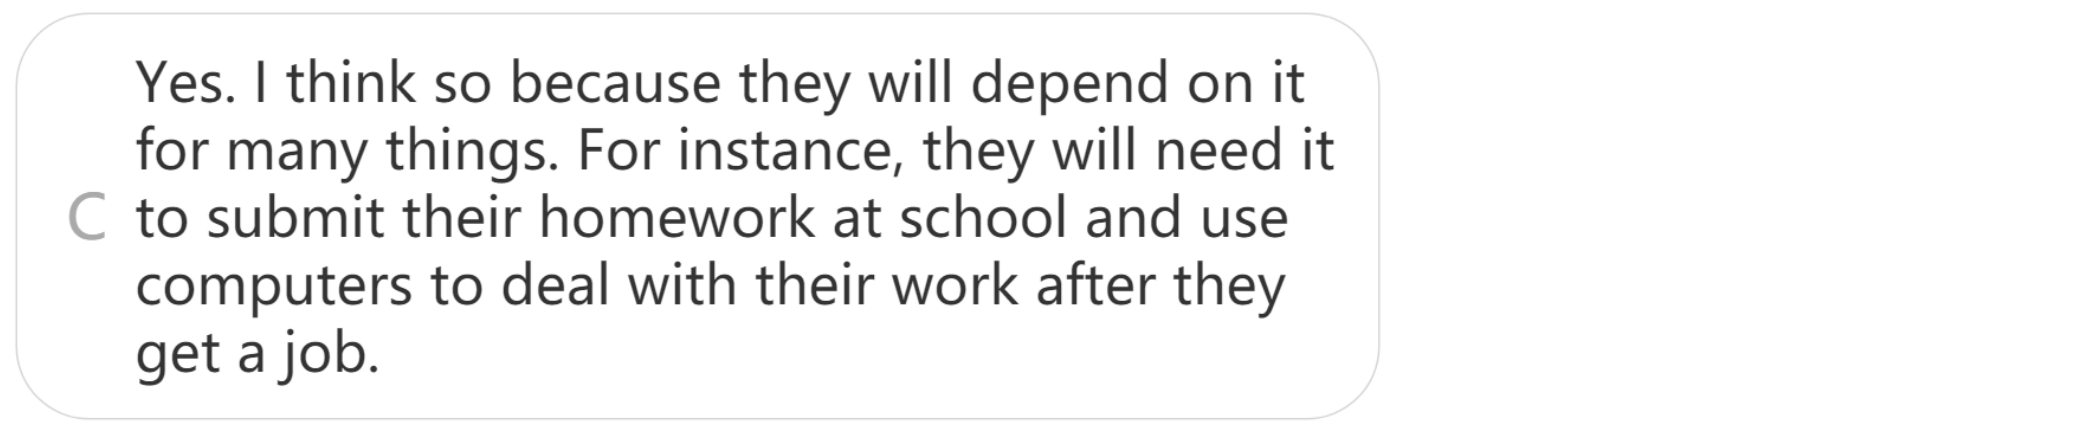 Yes. I think so because they will depend on it
for many things. For instance, they will need it
C to submit their homework at school and use
computers to deal with their work after they
get a job.